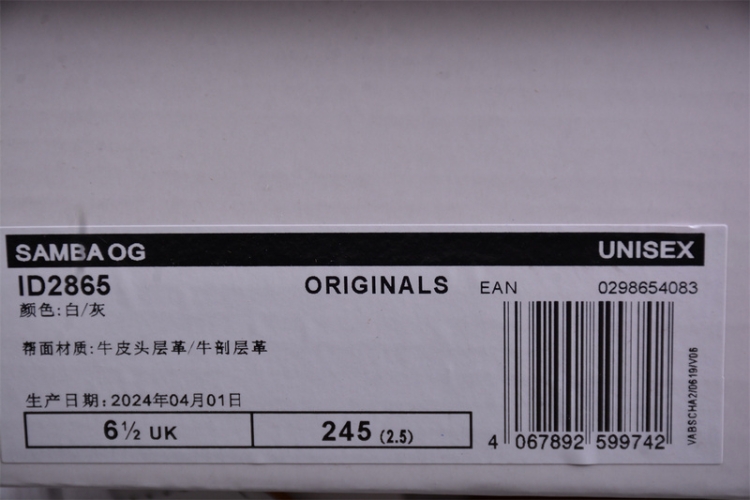 SAMBA OG UNISEX
ID2865 ORIGINALS EAN 0298654083
颜色:白/灰
帮面材质:牛皮头层革/牛剖层革
生产日期:2024年04月01日
6½ UK 245 (2.5)
4 067892 599742
VABSCHA2/0619/V06